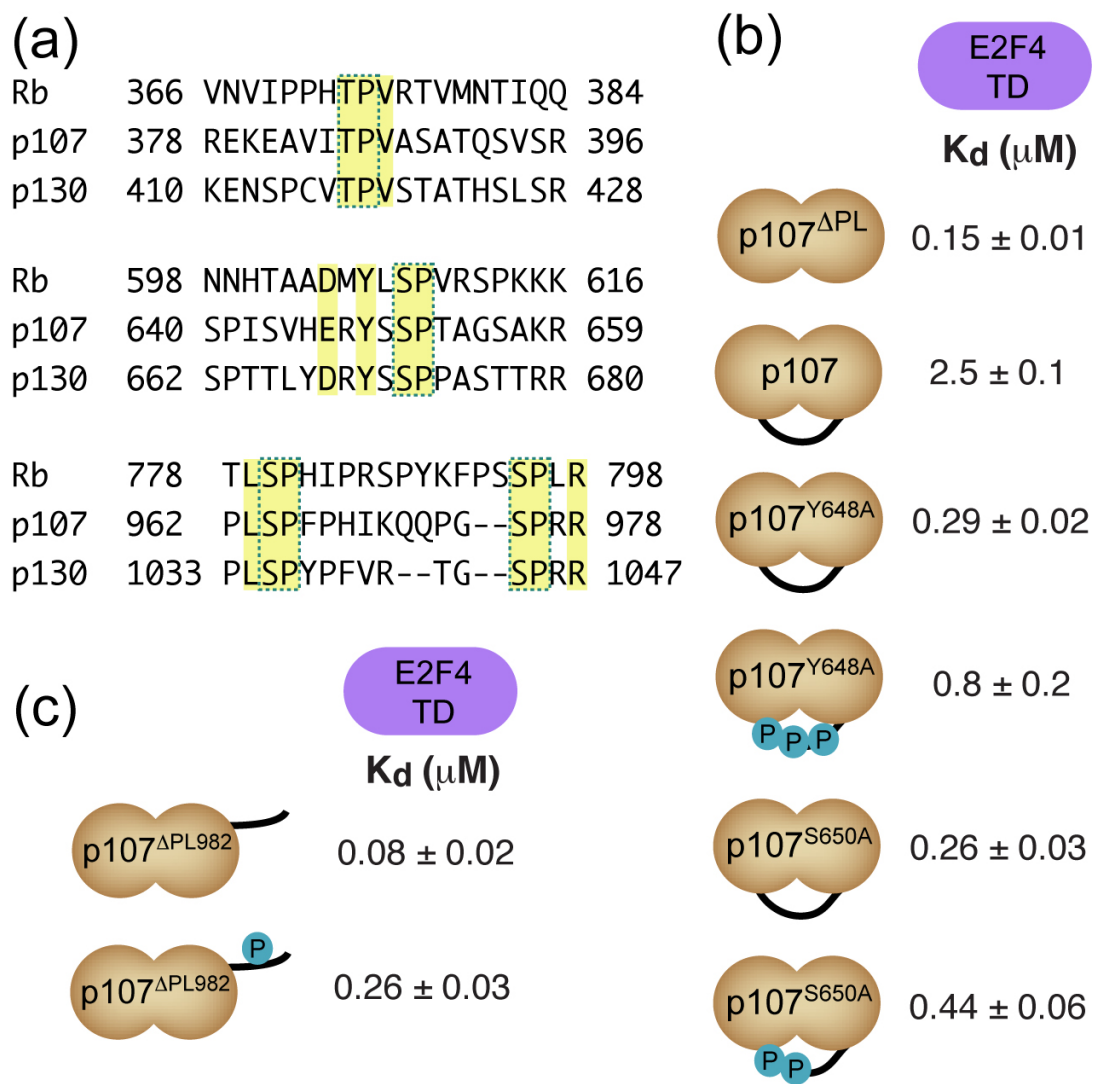 (a)
Rb 366 VNVIPPHTPVRTVMNTIQQ 384
p107 378 REKEAVITPVASATQSVSR 396
p130 410 KENSPCVTPVSTATHSLSR 428
Rb 598 NNHTAADMYLSPVRSPKKK 616
p107 640 SPISVHERYSSPTAGSAKR 659
p130 662 SPTTLYDRYSSPPASTTRR 680
Rb 778 TLSPHIPRSPYKFPSSPLR 798
p107 962 PLSPFPHIKQQPG--SPRR 978
p130 1033 PLSPYPFVR--TG--SPRR 1047
(b)
E2F4
TD
Kd (μM)
p107ΔPL 0.15 ± 0.01
p107 2.5 ± 0.1
p107Y648A 0.29 ± 0.02
p107Y648A 0.8 ± 0.2
P P P
p107S650A 0.26 ± 0.03
p107S650A 0.44 ± 0.06
P P
(c)
E2F4
TD
Kd (μM)
p107ΔPL982 0.08 ± 0.02
P
p107ΔPL982 0.26 ± 0.03